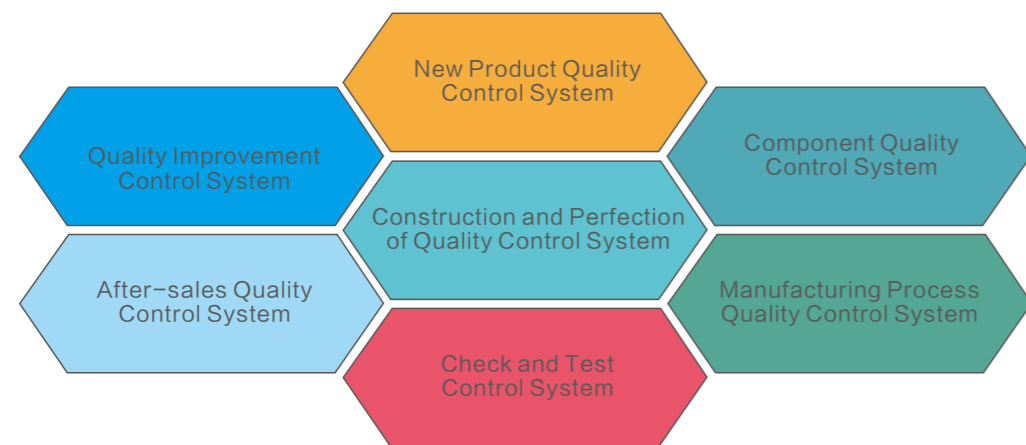 New Product Quality
Control System
Quality Improvement
Control System
Component Quality
Control System
Construction and Perfection
of Quality Control System
After-sales Quality
Control System
Manufacturing Process
Quality Control System
Check and Test
Control System